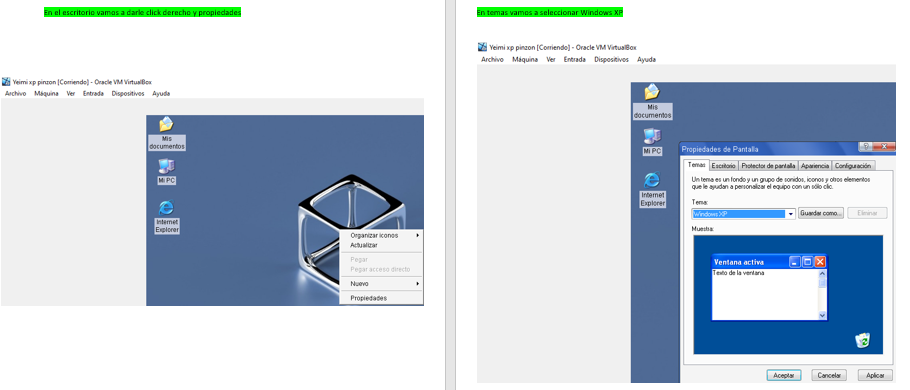 En el escritorio vamos a darle click derecho y propiedades
Yeimi xp pinzon [Corriendo] - Oracle VM VirtualBox
Archivo Máquina Ver Entrada Dispositivos Ayuda
Mis
documentos
Mi PC
Internet
Explorer
Organizar iconos
Actualizar
Pegar
Pegar acceso directo
Nuevo
Propiedades
En temas vamos a seleccionar Windows XP
Yeimi xp pinzon [Corriendo] - Oracle VM VirtualBox
Archivo Máquina Ver Entrada Dispositivos Ayuda
Mis
documentos
Mi PC
Internet
Explorer
Propiedades de Pantalla
Temas Escritorio Protector de pantalla Apariencia Configuración
Un tema es un fondo y un grupo de sonidos, iconos y otros elementos
que le ayudan a personalizar el equipo con un sólo clic.
Tema:
Windows XP Guardar como... Eliminar
Muestra:
Ventana activa
Texto de la ventana
Aceptar Cancelar Aplicar